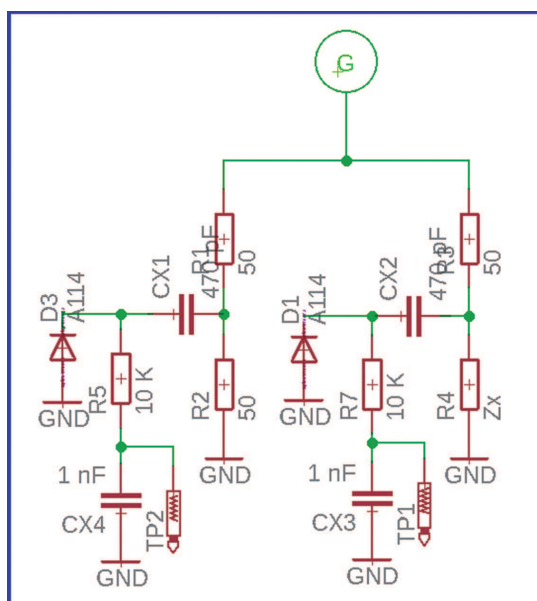 G
R1
470 pF
50
CX1
D3
A114
R5
10 K
R2
50
GND
GND
1 nF
CX4
TP2
GND
R3
470 pF
50
CX2
D1
A114
R7
10 K
R4
Zx
GND
GND
1 nF
CX3
TP1
GND